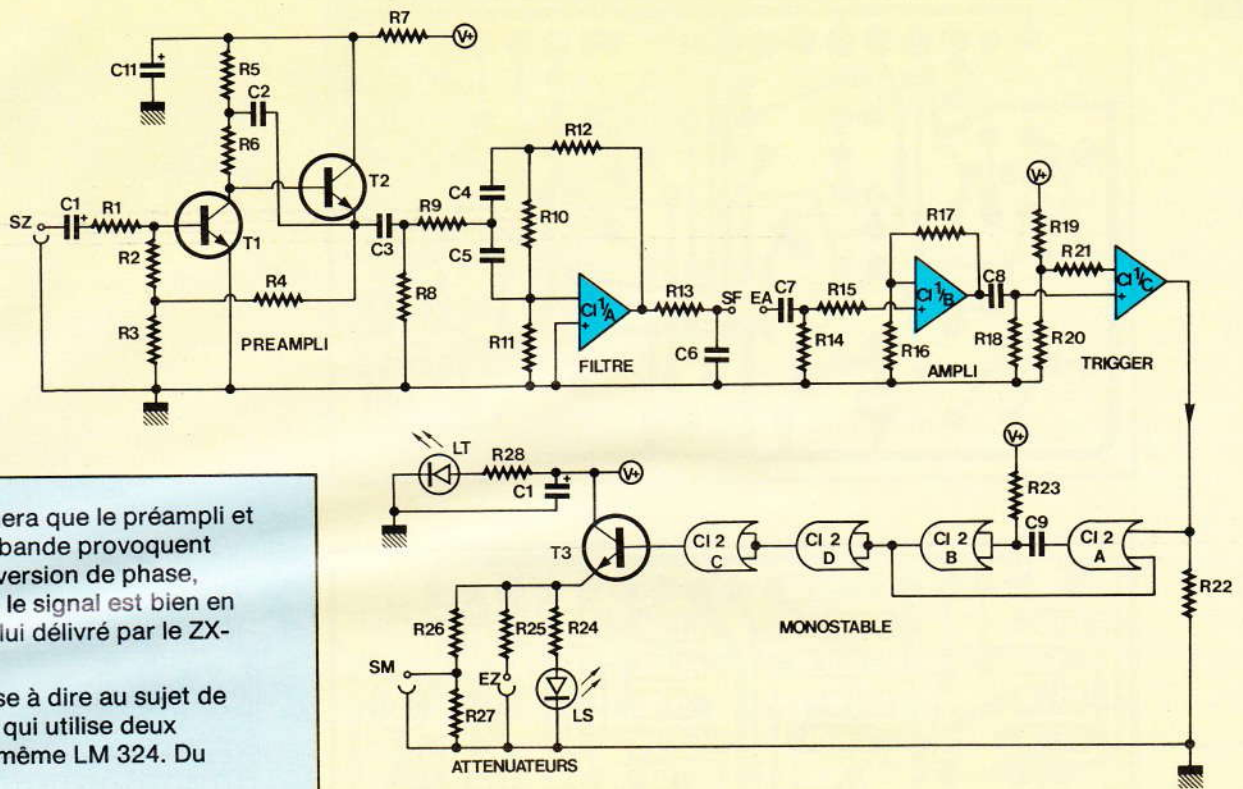 R7
V+
C11
+
R5
C2
R6
R12
SZ
C1
+
R1
T1
T2
C3
R9
C4
C5
R10
R2
R4
R3
PREAMPLI
R8
R11
CI 1/A
+
FILTRE
R13
SF
EA
C6
C7
R15
R14
R17
CI 1/B
+
R16
AMPLI
C8
R18
V+
R19
R21
R20
CI 1/C
+
TRIGGER
LT
R28
C1
+
V+
T3
CI 2 C
CI 2 D
CI 2 B
V+
R23
C9
CI 2 A
R22
MONOSTABLE
R26
R25
R24
SM
EZ
R27
LS
ATTENUATEURS
era que le préampli et
bande provoquent
version de phase,
le signal est bien en
lui délivré par le ZX-
se à dire au sujet de
qui utilise deux
même LM 324. Du